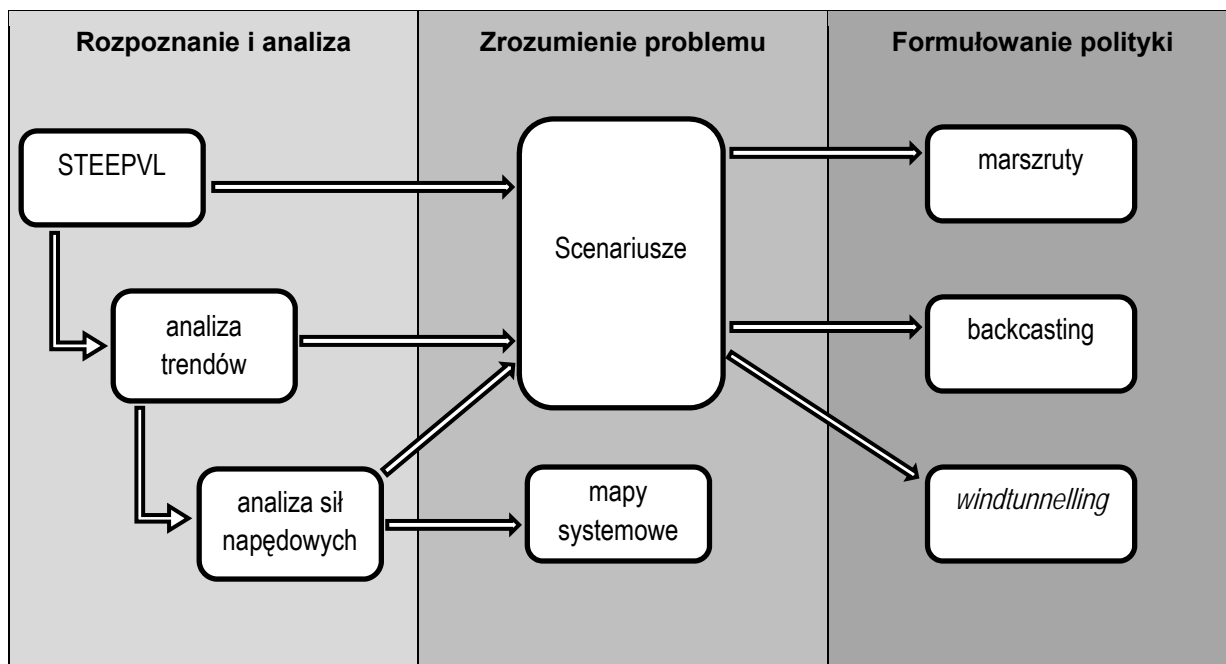 Rozpoznanie i analiza
Zrozumienie problemu
Formułowanie polityki
STEEPVL
analiza
trendów
analiza sił
napędowych
Scenariusze
mapy
systemowe
marszruty
backcasting
windtunnelling